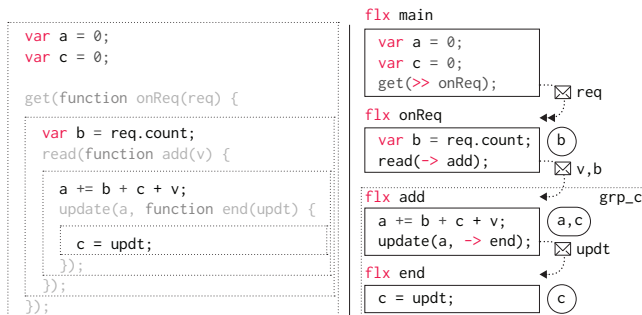 var a = 0;
var c = 0;
get(function onReq(req) {
var b = req.count;
read(function add(v) {
a += b + c + v;
update(a, function end(updt) {
c = updt;
});
});
});
flx main
var a = 0;
var c = 0;
get(>> onReq);
req
flx onReq
var b = req.count;
read(-> add);
b
v,b
flx add
grp_c
a += b + c + v;
update(a, -> end);
a,c
updt
flx end
c = updt;
c